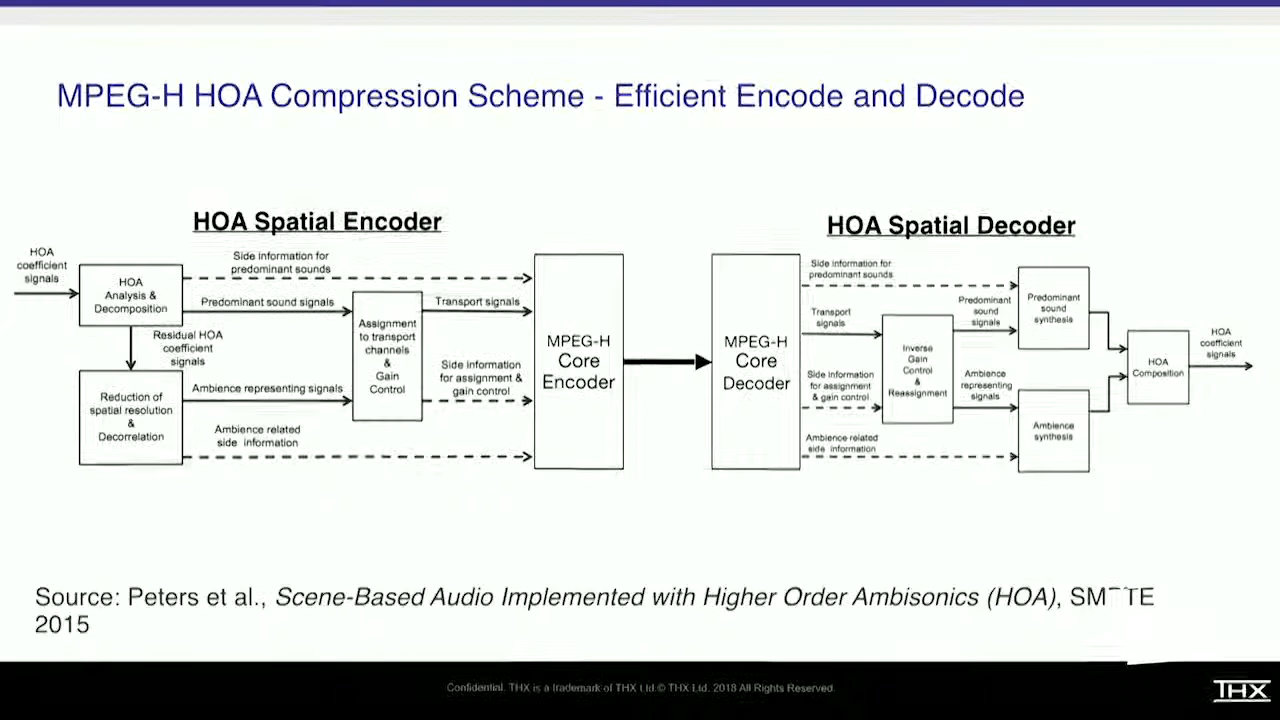 MPEG-H HOA Compression Scheme - Efficient Encode and Decode
HOA Spatial Encoder
HOA
coefficient
signals
HOA
Analysis &
Decomposition
Side information for
predominant sounds
Predominant sound signals
Residual HOA
coefficient
signals
Reduction of
spatial resolution
&
Decorrelation
Ambience representing signals
Ambience related
side information
Assignment
to transport
channels
&
Gain
Control
Transport signals
Side Information
for assignment &
gain control
MPEG-H
Core
Encoder
HOA Spatial Decoder
MPEG-H
Core
Decoder
Side information for
predominant sounds
Transport
signals
Side Information
for assignment
& gain control
Ambience related
side information
Inverse
Gain
Control
&
Reassignment
Predominant
sound
signals
Ambience
representing
signals
Predominant
sound
synthesis
Ambience
synthesis
HOA
Composition
HOA
coefficient
signals
Source: Peters et al., Scene-Based Audio Implemented with Higher Order Ambisonics (HOA),
2015
Confidential. THX is a trademark of THX Ltd.© THX Ltd. 2018 All Rights Reserved.
THX